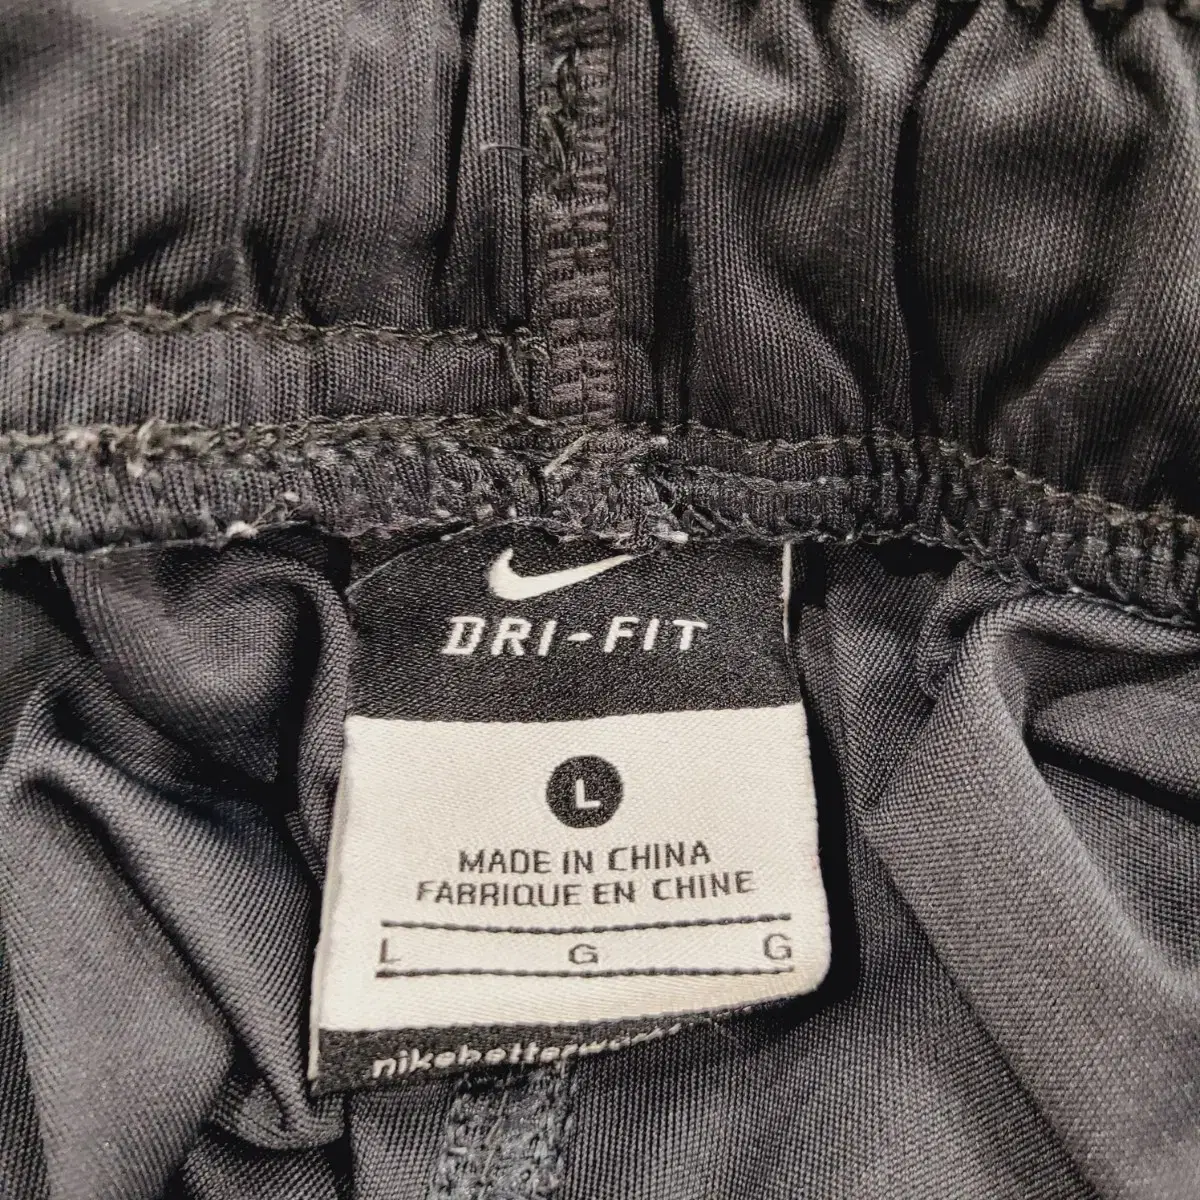 DRI-FIT
L
MADE IN CHINA
FABRIQUE EN CHINE
L G G